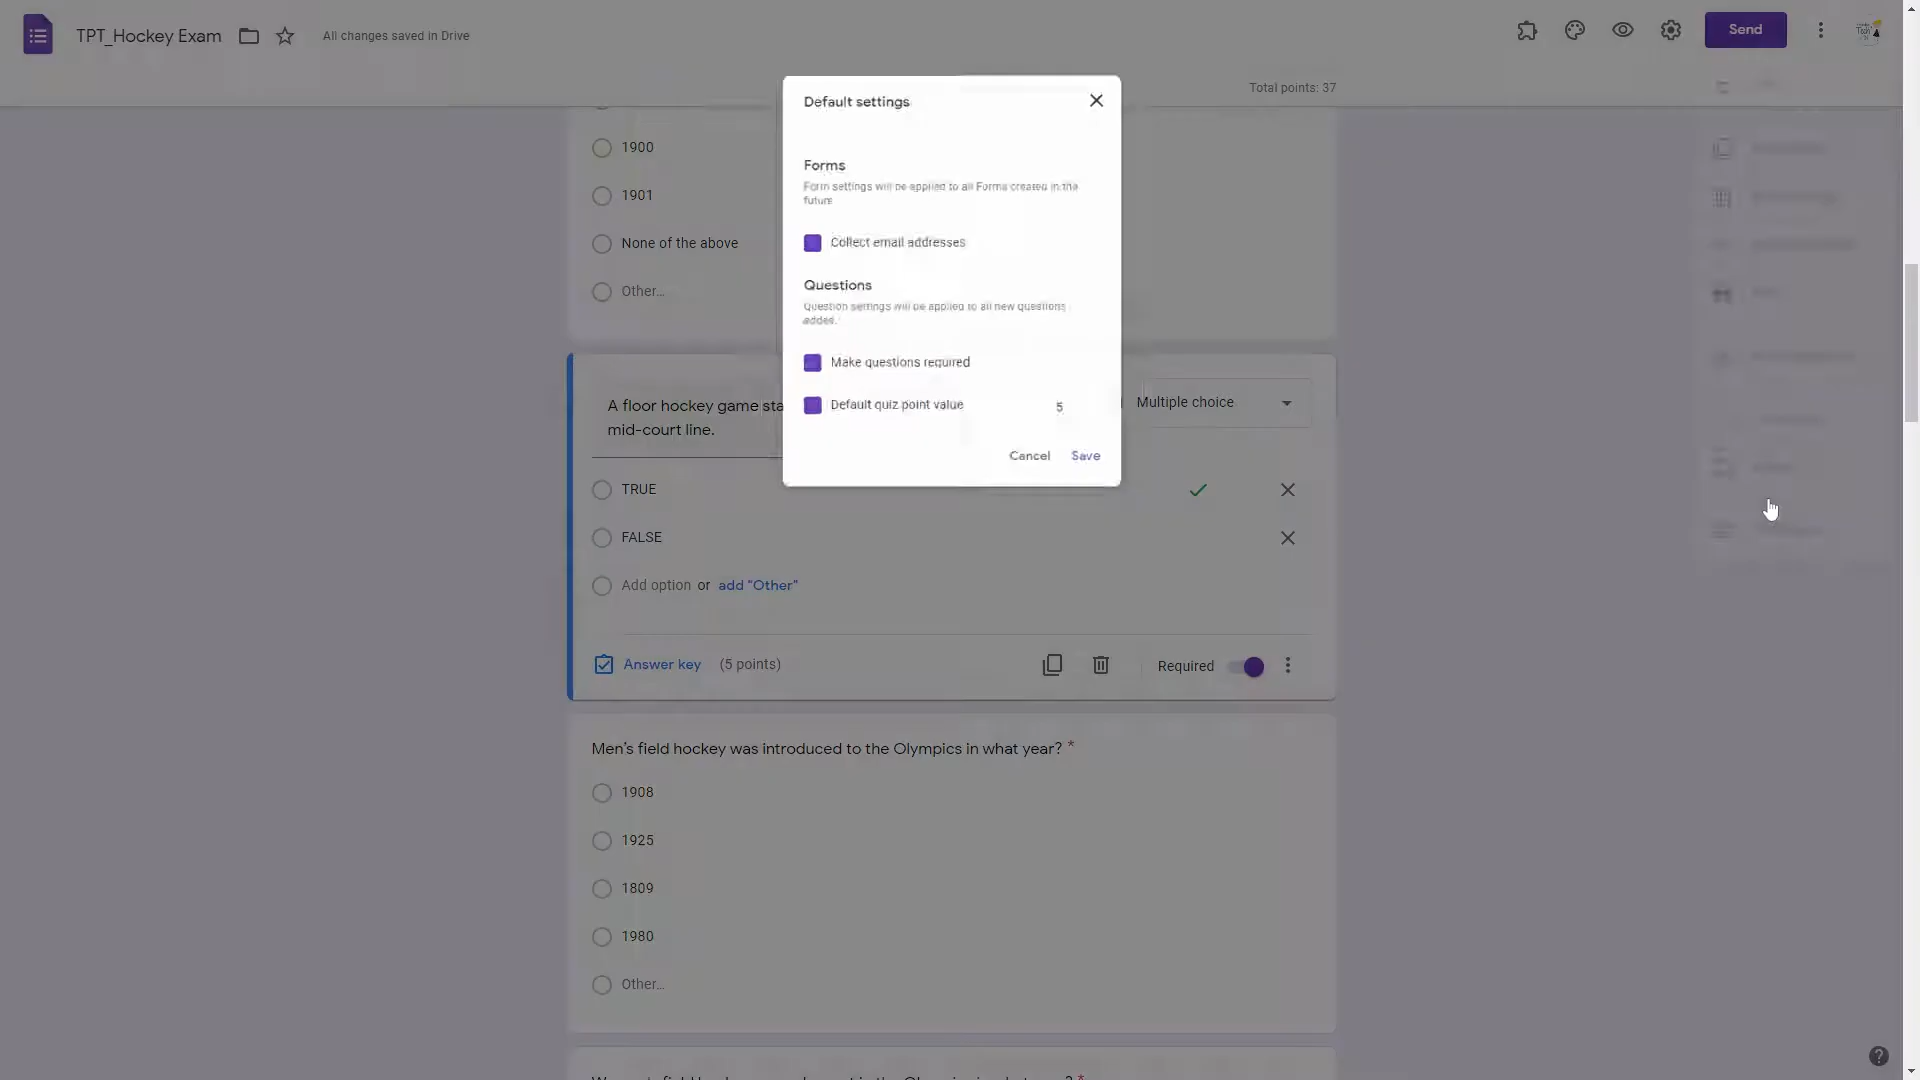 TPT_Hockey Exam
All changes saved in Drive
Send
Total points: 37
Default settings
Forms
Form settings will be applied to all Forms created in the
future
Collect email addresses
Questions
Question settings will be applied to all new questions
added.
Make questions required
Default quiz point value 5
Cancel Save
1900
1901
None of the above
Other...
A floor hockey game sta
mid-court line.
Multiple choice
TRUE
FALSE
Add option or add "Other"
Answer key (5 points)
Required
Men's field hockey was introduced to the Olympics in what year? *
1908
1925
1809
1980
Other...